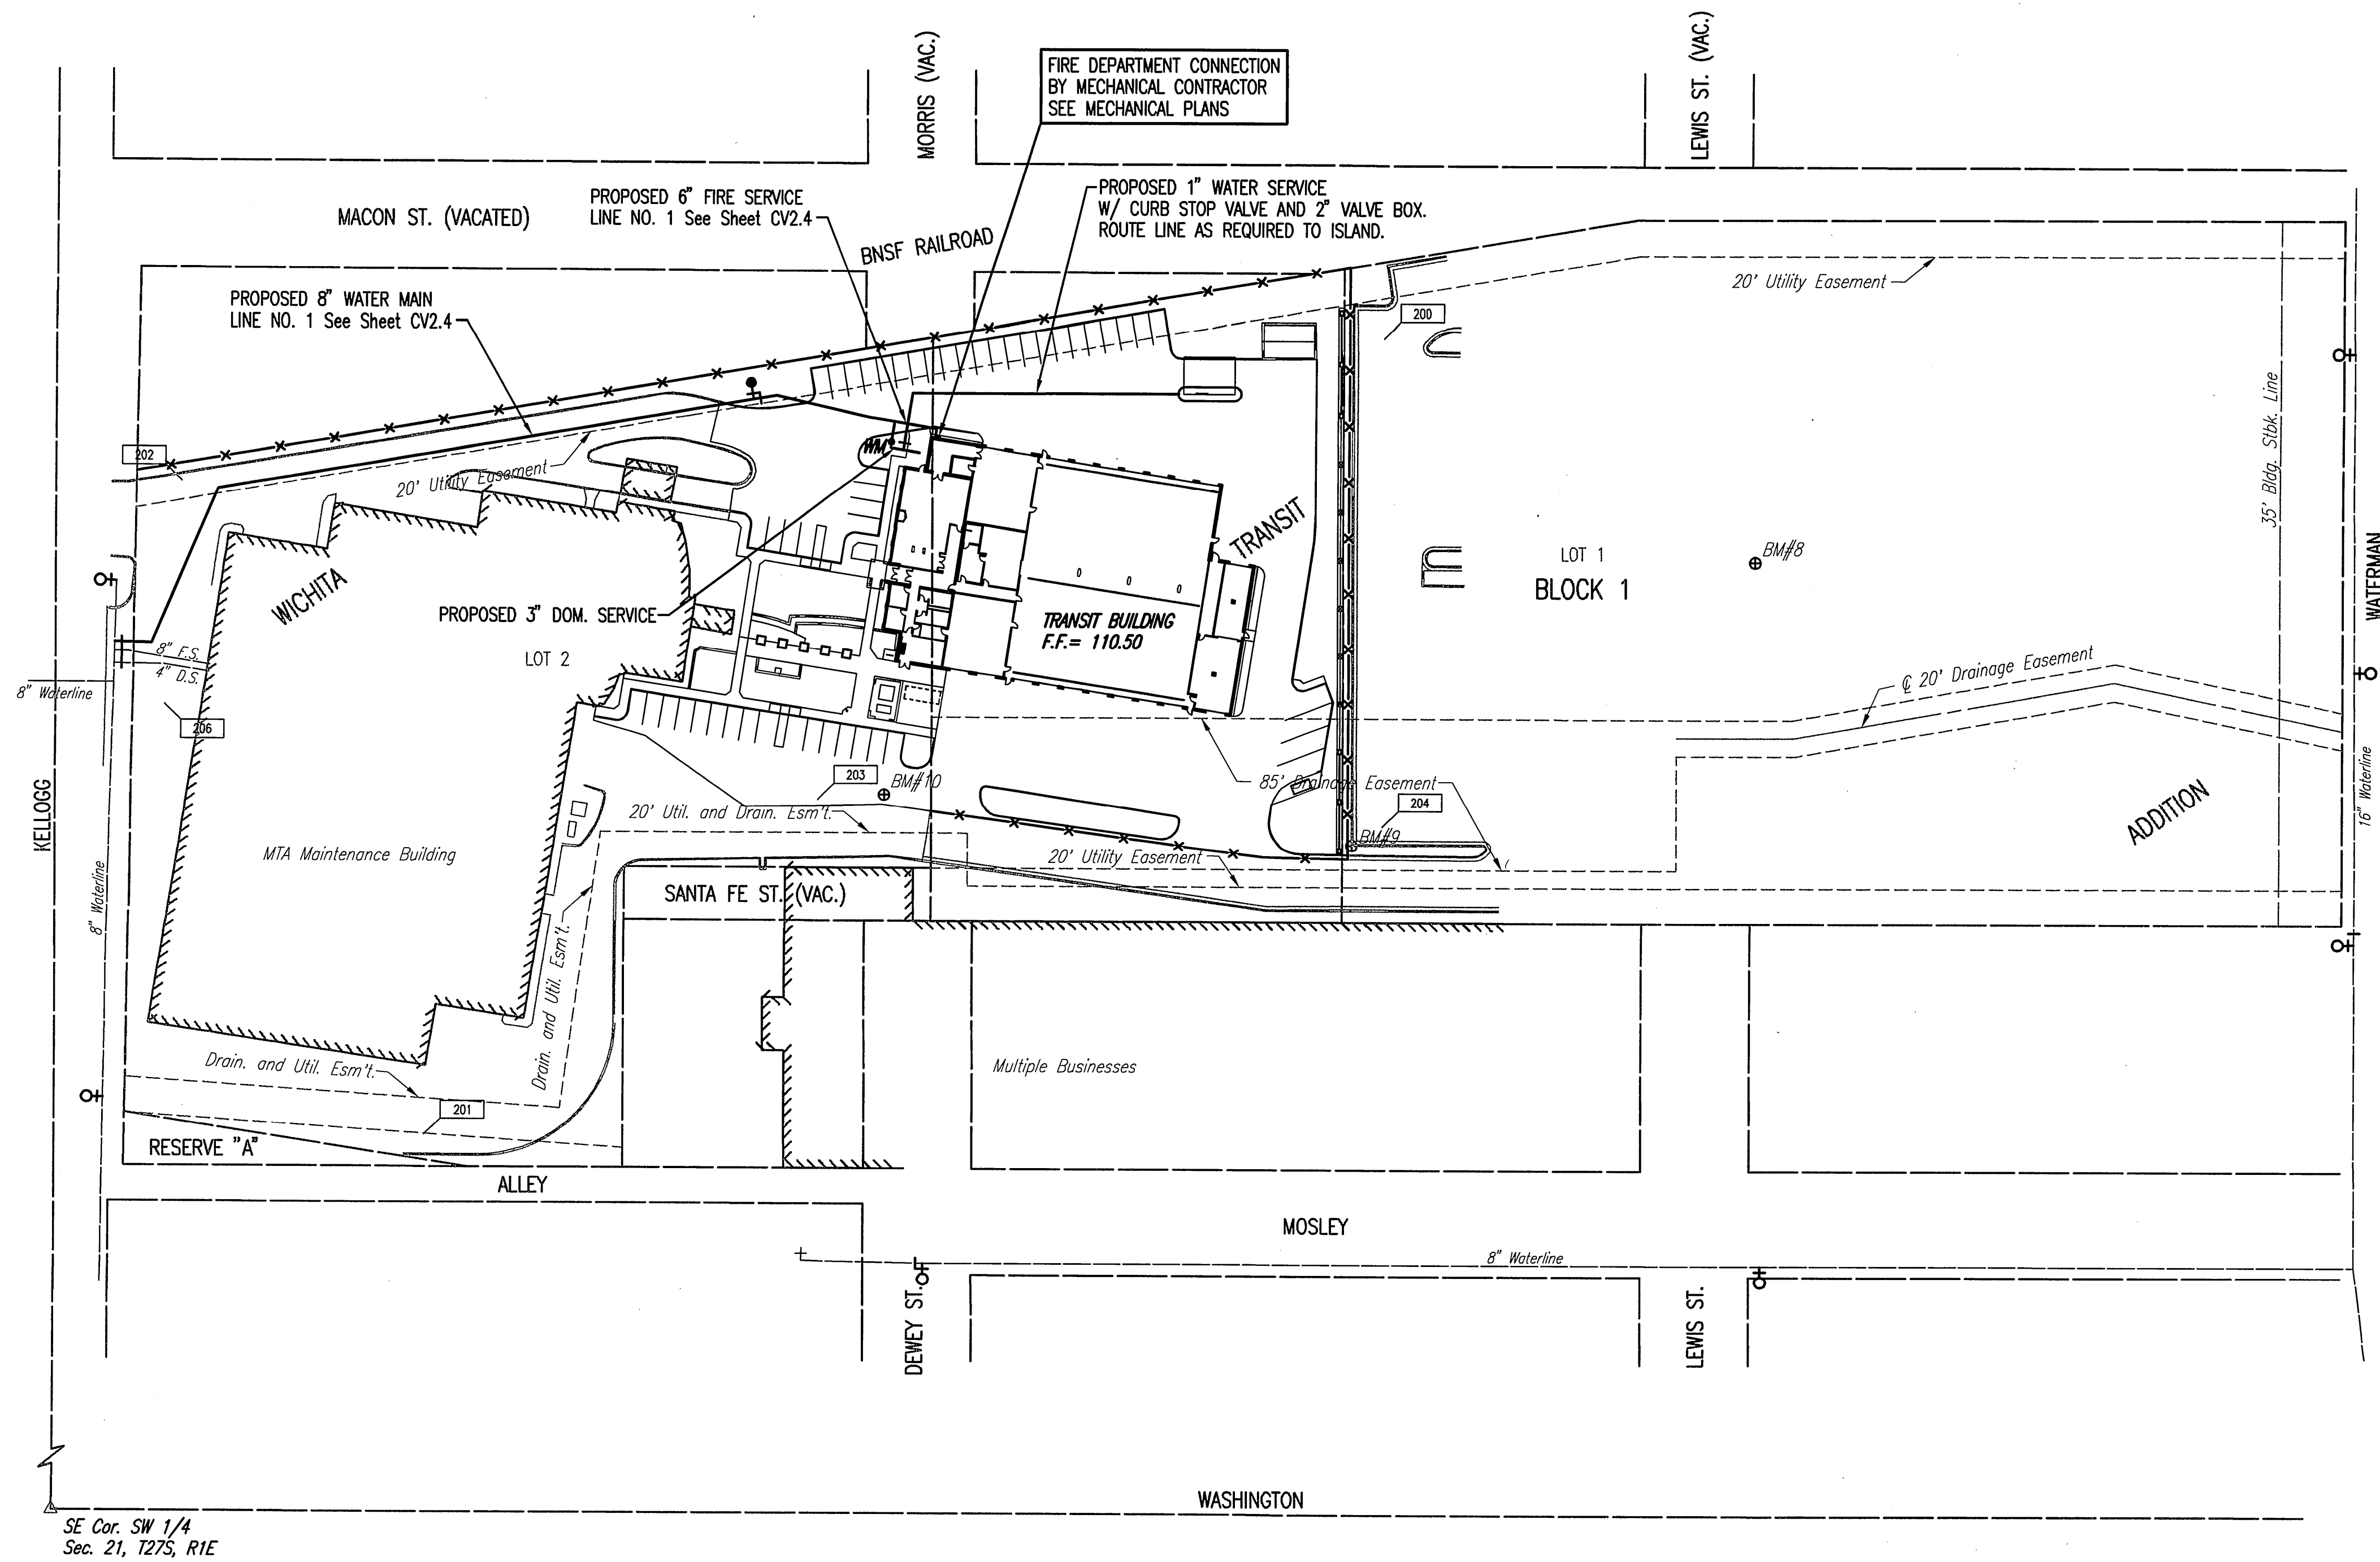 MORRIS (VAC.)
LEWIS ST. (VAC.)
FIRE DEPARTMENT CONNECTION
BY MECHANICAL CONTRACTOR
SEE MECHANICAL PLANS
MACON ST. (VACATED)
PROPOSED 6" FIRE SERVICE
LINE NO. 1 See Sheet CV2.4
PROPOSED 1" WATER SERVICE
W/ CURB STOP VALVE AND 2" VALVE BOX.
ROUTE LINE AS REQUIRED TO ISLAND.
BNSF RAILROAD
PROPOSED 8" WATER MAIN
LINE NO. 1 See Sheet CV2.4
20' Utility Easement
200
35' Bldg. Stbk. Line
202
20' Utility Easement
WM
TRANSIT
WICHITA
LOT 1
BLOCK 1
BM#8
WATERMAN
PROPOSED 3" DOM. SERVICE
TRANSIT BUILDING
F.F.= 110.50
LOT 2
8" F.S.
4" D.S.
8" Waterline
206
℄ 20' Drainage Easement
203
BM#10
85' Drainage Easement
204
BM#9
16" Waterline
ADDITION
KELLOGG
20' Util. and Drain. Esm't.
MTA Maintenance Building
20' Utility Easement
8" Waterline
SANTA FE ST. (VAC.)
Drain. and Util. Esm't.
Drain. and Util. Esm't.
Multiple Businesses
201
RESERVE "A"
ALLEY
MOSLEY
8" Waterline
DEWEY ST.
LEWIS ST.
WASHINGTON
SE Cor. SW 1/4
Sec. 21, T27S, R1E